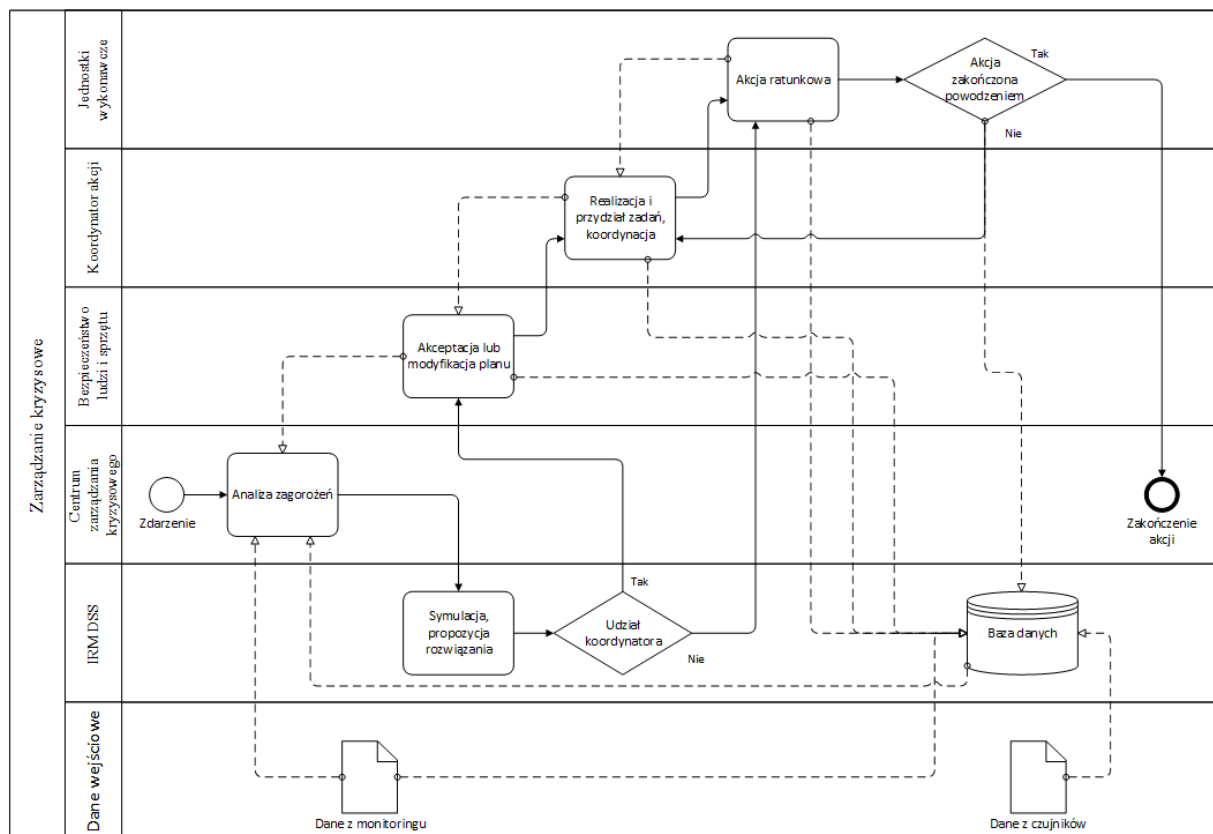 Zarządzanie kryzysowe
Jednostki
wykonawcze
Akcja ratunkowa
Akcja
zakończona
powodzeniem
Tak
Nie
Koordynator akcji
Realizacja i
przydział zadań,
koordynacja
Bezpieczeństwo
ludzi i sprzętu
Akceptacja lub
modyfikacja planu
Centrum
zarządzania
kryzysowego
Zdarzenie
Analiza zagorożeń
Zakończenie
akcji
IRM DSS
Symulacja,
propozycja
rozwiązania
Udział
koordynatora
Tak
Nie
Baza danych
Dane wejściowe
Dane z monitoringu
Dane z czujników